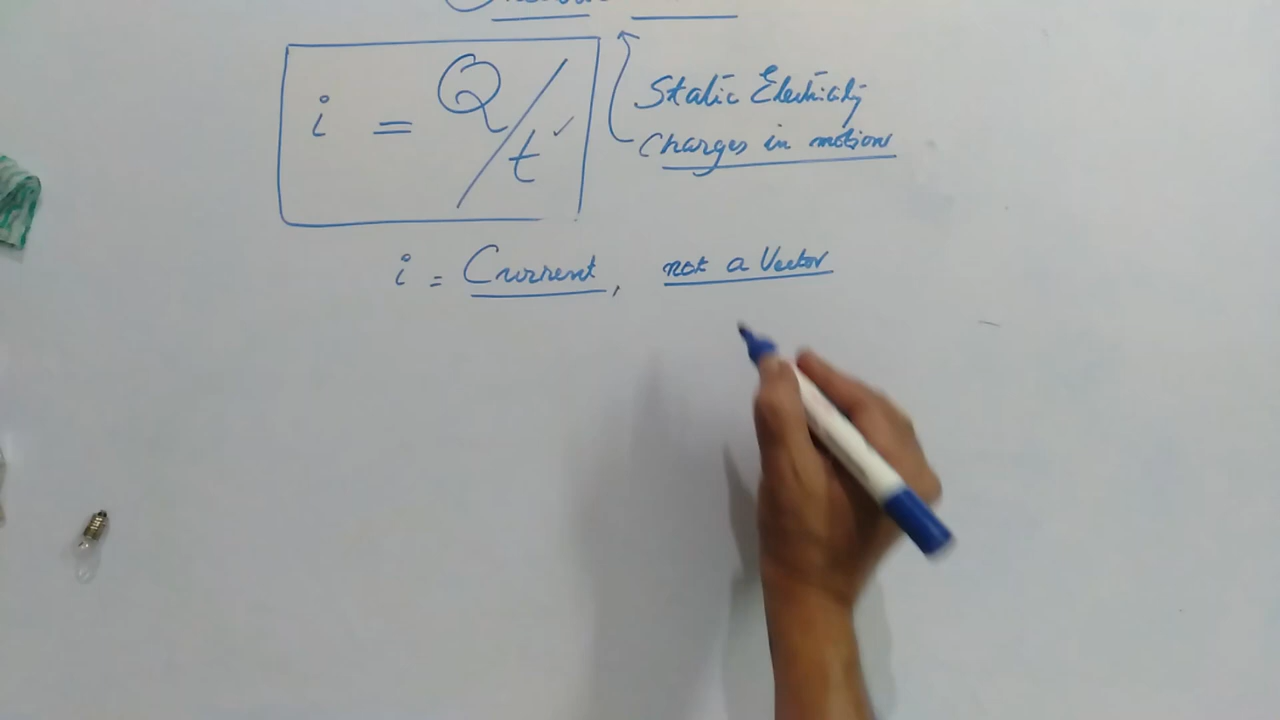 i = Q/t
Static Electricity
Charges in motion
i = Current, not a Vector